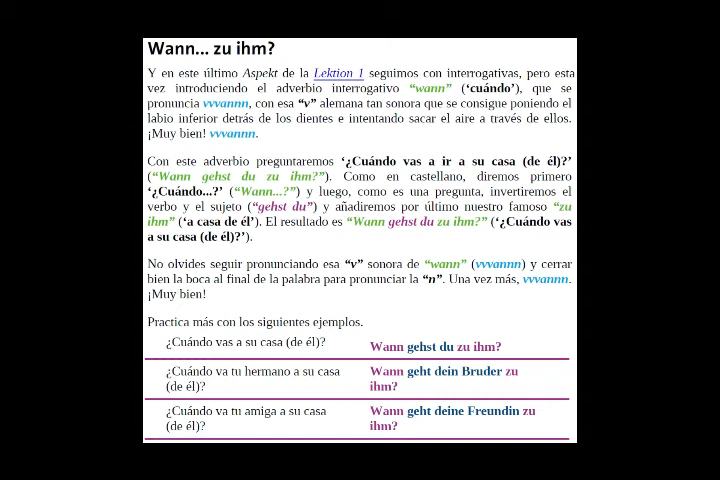 Wann... zu ihm?
Y en este último Aspekt de la Lektion 1 seguimos con interrogativas, pero esta
vez introduciendo el adverbio interrogativo “wann” (‘cuándo’), que se
pronuncia vvvannn, con esa “v” alemana tan sonora que se consigue poniendo el
labio inferior detrás de los dientes e intentando sacar el aire a través de ellos.
¡Muy bien! vvvannn.
Con este adverbio preguntaremos ‘¿Cuándo vas a ir a su casa (de él)?’
(“Wann gehst du zu ihm?”). Como en castellano, diremos primero
‘¿Cuándo...?’ (“Wann...?”) y luego, como es una pregunta, invertiremos el
verbo y el sujeto (“gehst du”) y añadiremos por último nuestro famoso “zu
ihm” (‘a casa de él’). El resultado es “Wann gehst du zu ihm?” (‘¿Cuándo vas
a su casa (de él)?’).
No olvides seguir pronunciando esa “v” sonora de “wann” (vvvannn) y cerrar
bien la boca al final de la palabra para pronunciar la “n”. Una vez más, vvvannn.
¡Muy bien!
Practica más con los siguientes ejemplos.
¿Cuándo vas a su casa (de él)?
Wann gehst du zu ihm?
¿Cuándo va tu hermano a su casa
(de él)?
Wann geht dein Bruder zu
ihm?
¿Cuándo va tu amiga a su casa
(de él)?
Wann geht deine Freundin zu
ihm?